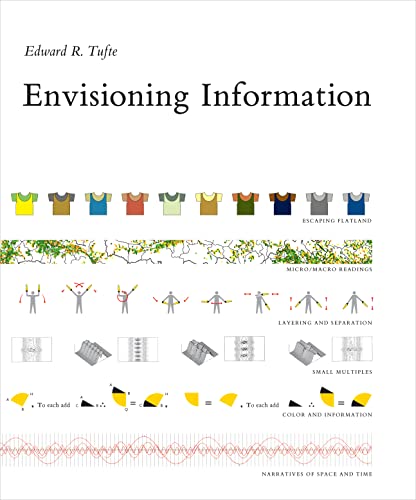 Edward R. Tufte
Envisioning Information
ESCAPING FLATLAND
MICRO/MACRO READINGS
LAYERING AND SEPARATION
SMALL MULTIPLES
To each add
To each add
COLOR AND INFORMATION
NARRATIVES OF SPACE AND TIME